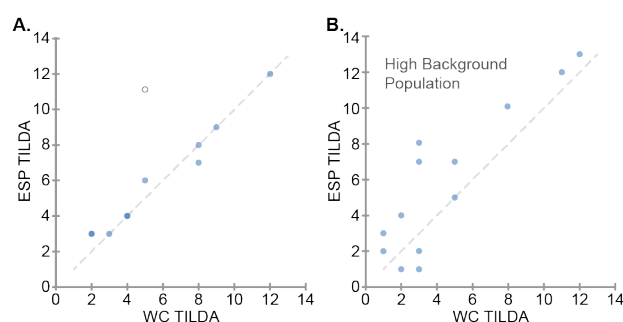 A.
14
12
10
8
6
4
2
0
ESP TILDA
0 2 4 6 8 10 12 14
WC TILDA
B.
High Background
Population
14
12
10
8
6
4
2
0
ESP TILDA
0 2 4 6 8 10 12 14
WC TILDA